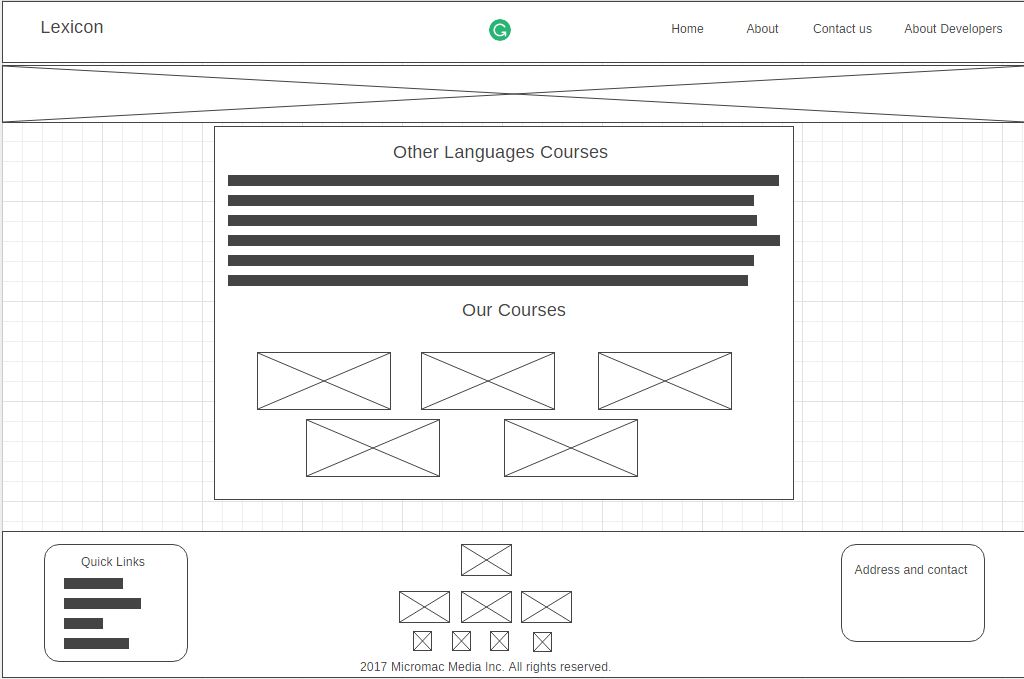 Lexicon
Home
About
Contact us
About Developers
Other Languages Courses
Our Courses
Quick Links
Address and contact
2017 Micromac Media Inc. All rights reserved.